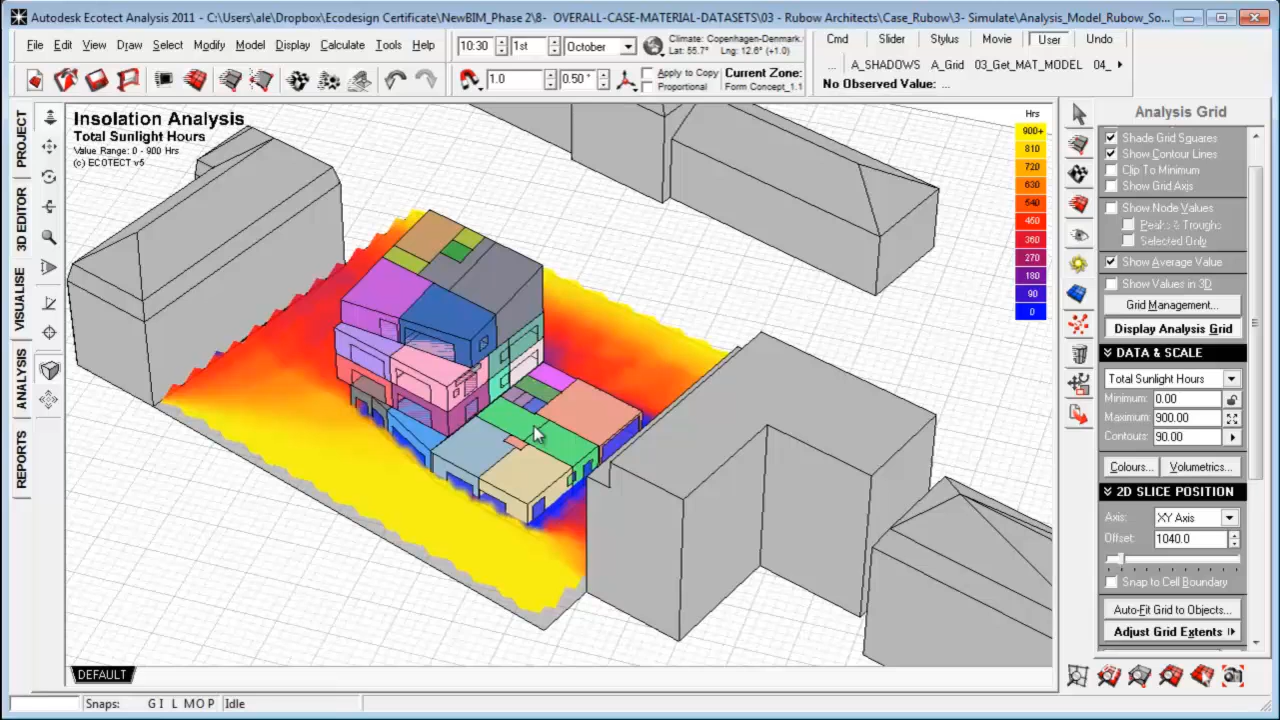 Autodesk Ecotect Analysis 2011 - C:\Users\ale\Dropbox\Ecodesign Certificate\NewBIM_Phase 2\8- OVERALL-CASE-MATERIAL-DATASETS\03 - Rubow Architects\Case_Rubow\3- Simulate\Analysis_Model_Rubow_So...
File Edit View Draw Select Modify Model Display Calculate Tools Help
10:30 1st October
Climate: Copenhagen-Denmark.
Lat: 55.7° Lng: 12.6° (+1.0)
Cmd Slider Stylus Movie User Undo
... A_SHADOWS A_Grid 03_Get_MAT_MODEL 04_
1.0 0.50 °
Apply to Copy
Proportional
Current Zone:
Form Concept_1.1
No Observed Value: ...
PROJECT
3D EDITOR
VISUALISE
ANALYSIS
REPORTS
Insolation Analysis
Total Sunlight Hours
Value Range: 0 - 900 Hrs
(c) ECOTECT v5
Hrs
900+
810
720
630
540
450
360
270
180
90
0
Analysis Grid
Shade Grid Squares
Show Contour Lines
Clip To Minimum
Show Grid Axis
Show Node Values
Peaks & Troughs
Selected Only
Show Average Value
Show Values in 3D
Grid Management...
Display Analysis Grid
DATA & SCALE
Total Sunlight Hours
Minimum: 0.00
Maximum: 900.00
Contours: 90.00
Colours... Volumetrics...
2D SLICE POSITION
Axis: XY Axis
Offset: 1040.0
Snap to Cell Boundary
Auto-Fit Grid to Objects...
Adjust Grid Extents
DEFAULT
Snaps: G I L M O P Idle